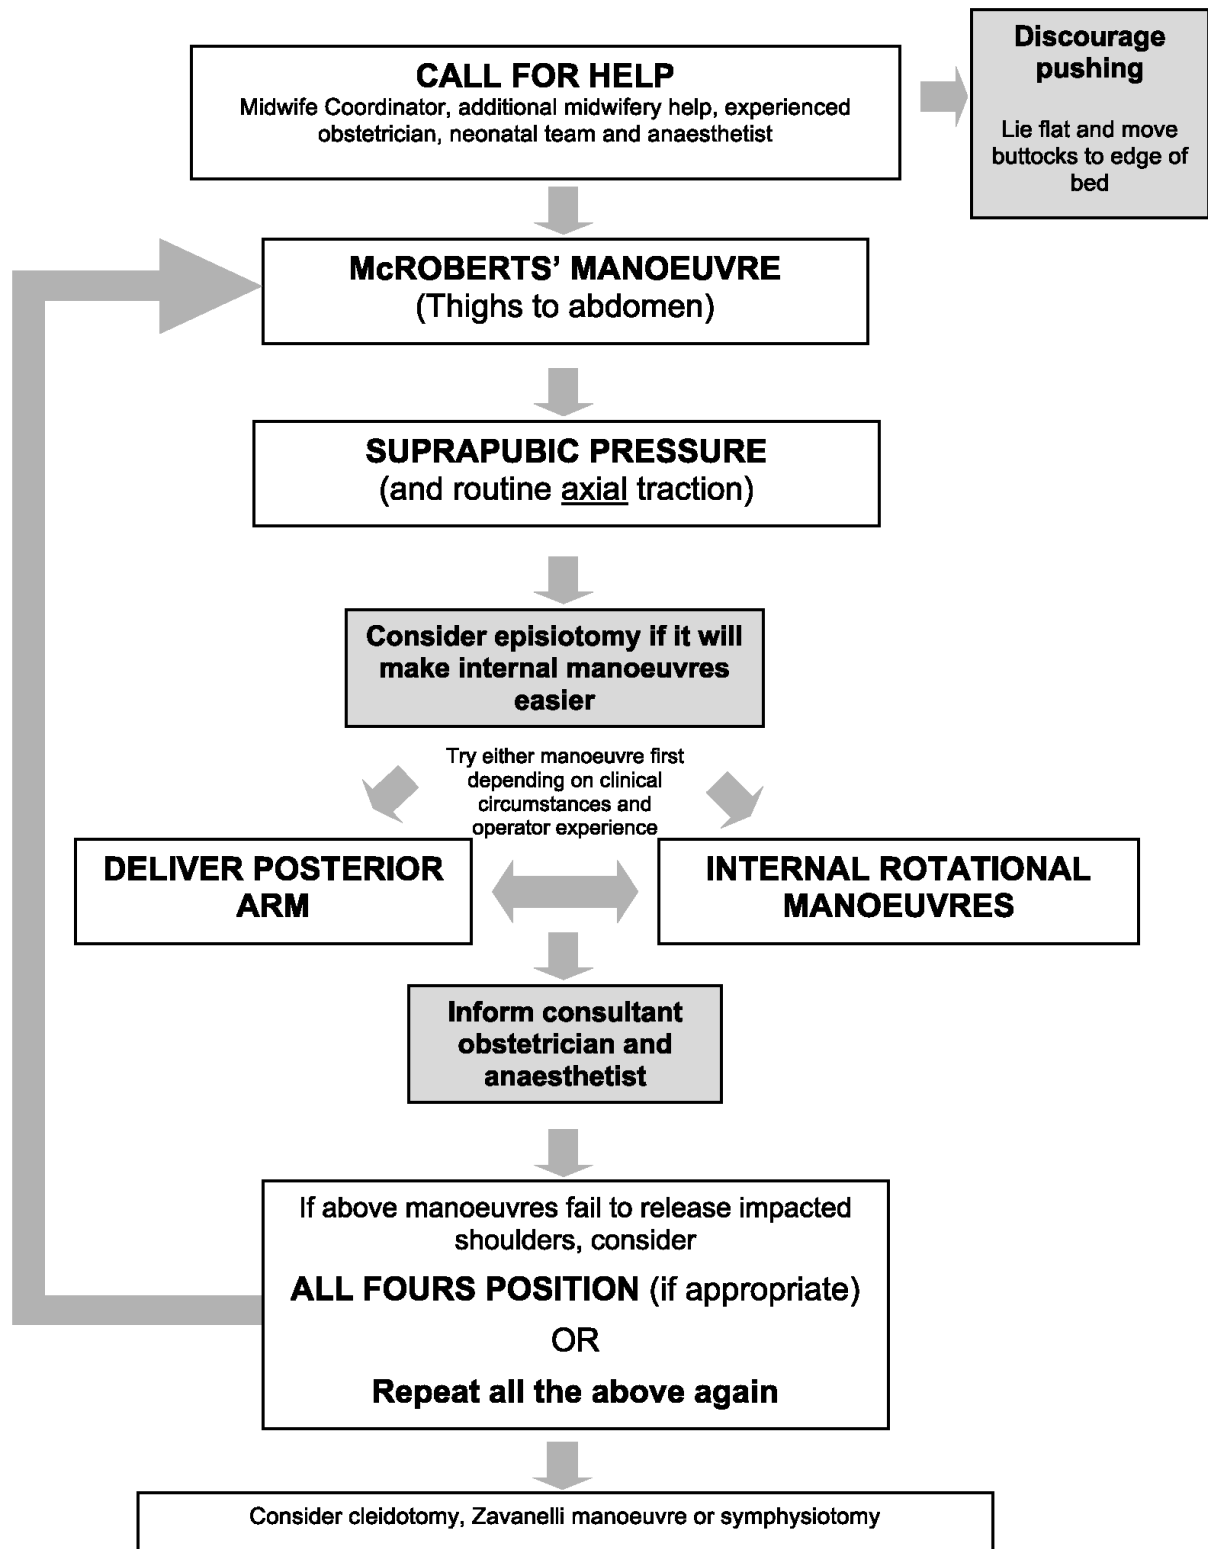 CALL FOR HELP
Midwife Coordinator, additional midwifery help, experienced
obstetrician, neonatal team and anaesthetist
Discourage
pushing
Lie flat and move
buttocks to edge of
bed
McROBERTS’ MANOEUVRE
(Thighs to abdomen)
SUPRAPUBIC PRESSURE
(and routine axial traction)
Consider episiotomy if it will
make internal manoeuvres
easier
Try either manoeuvre first
depending on clinical
circumstances and
operator experience
DELIVER POSTERIOR
ARM
INTERNAL ROTATIONAL
MANOEUVRES
Inform consultant
obstetrician and
anaesthetist
If above manoeuvres fail to release impacted
shoulders, consider
ALL FOURS POSITION (if appropriate)
OR
Repeat all the above again
Consider cleidotomy, Zavanelli manoeuvre or symphysiotomy